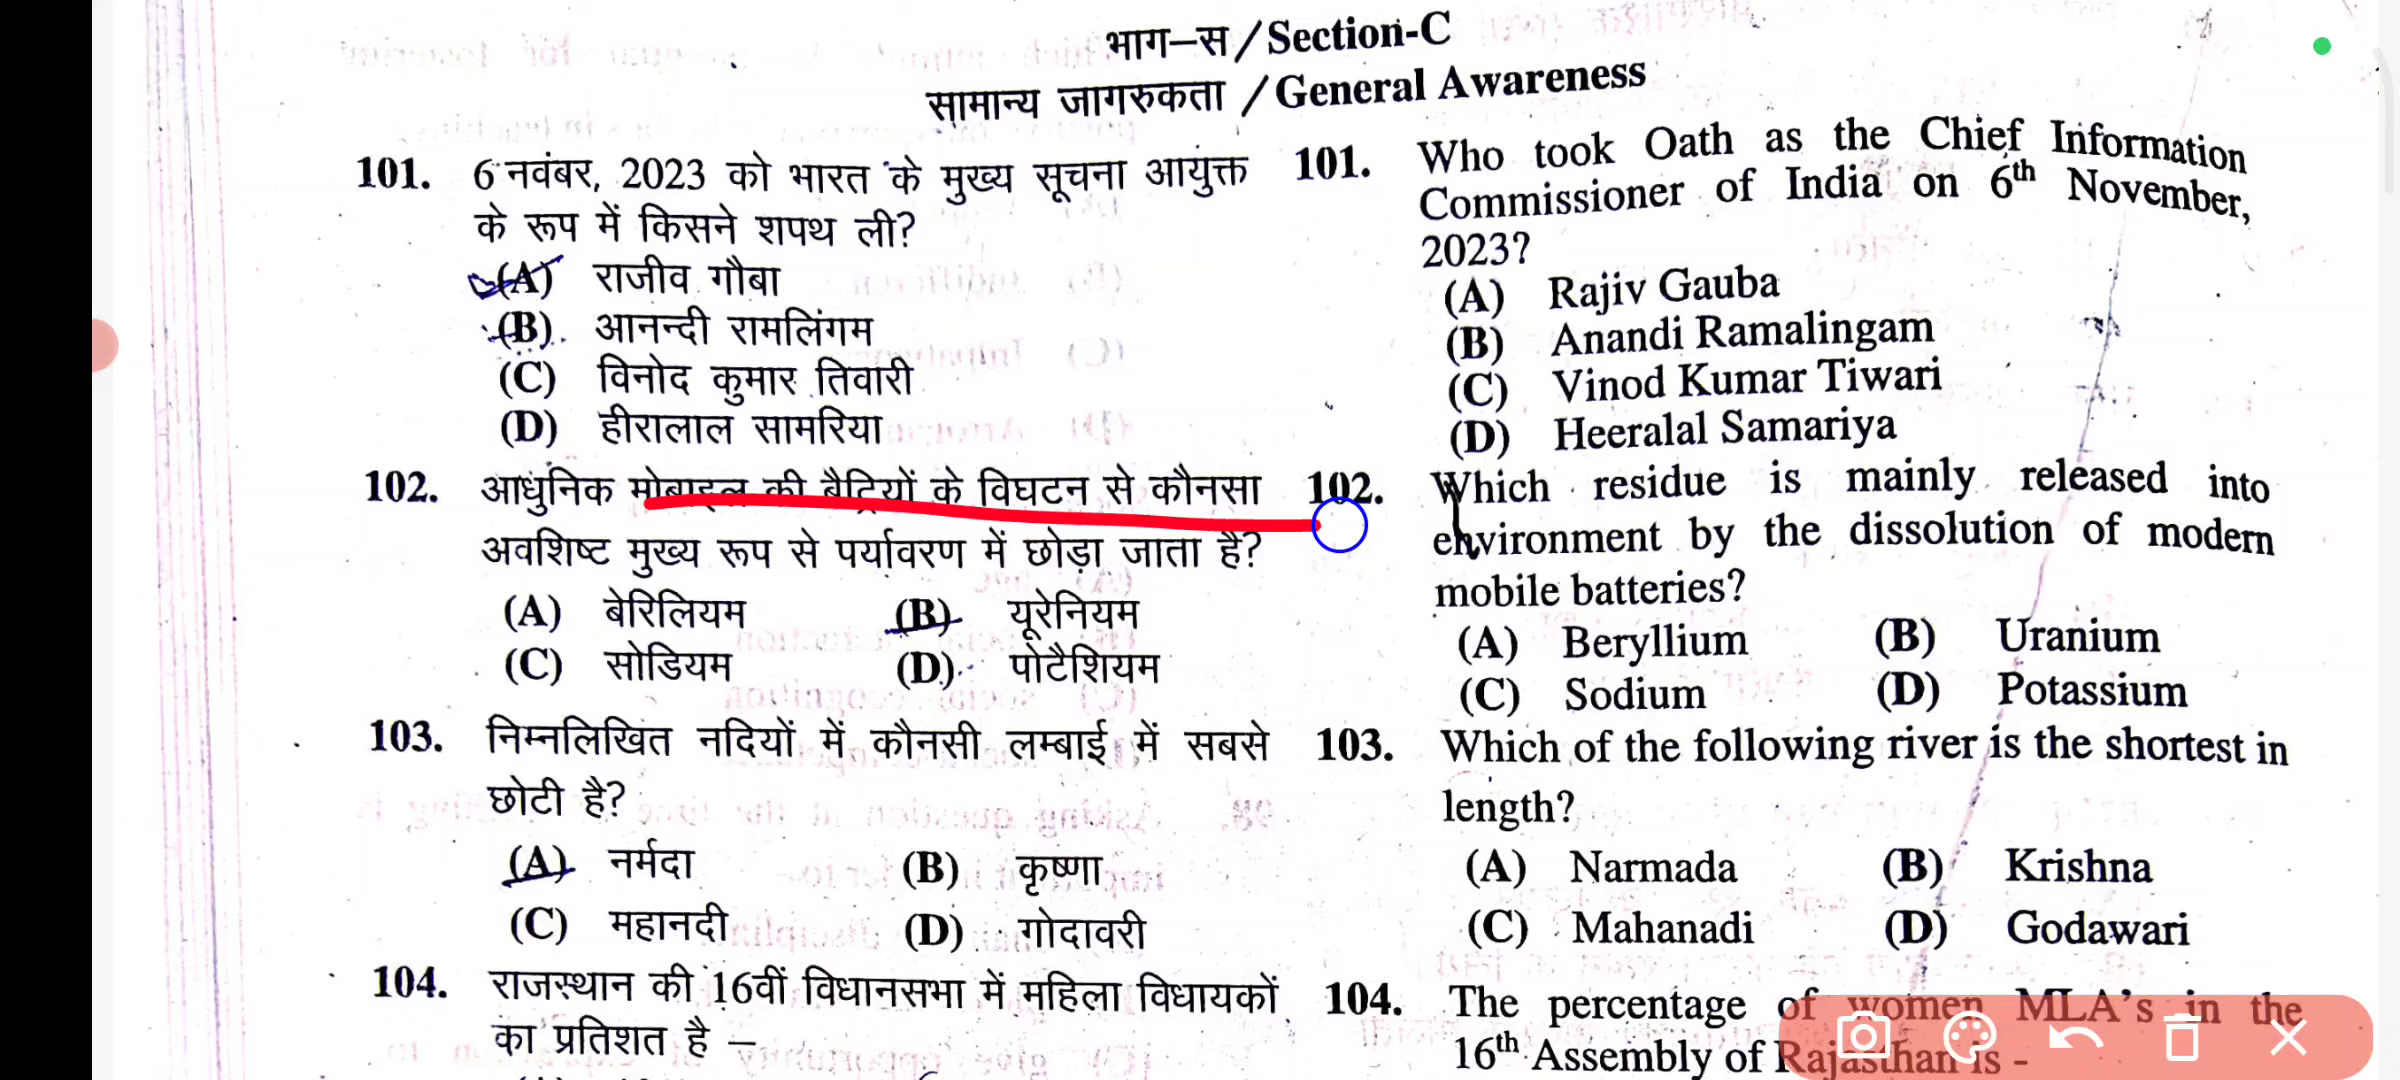 भाग–स/Section-C
सामान्य जागरुकता /General Awareness
101. 6 नवंबर, 2023 को भारत के मुख्य सूचना आयुक्त
के रूप में किसने शपथ ली?
(A) राजीव गौबा
(B) आनन्दी रामलिंगम
(C) विनोद कुमार तिवारी
(D) हीरालाल सामरिया
102. आधुनिक मोबाइल की बैट्रियों के विघटन से कौनसा
अवशिष्ट मुख्य रूप से पर्यावरण में छोड़ा जाता है?
(A) बेरिलियम (B) यूरेनियम
(C) सोडियम (D) पोटैशियम
103. निम्नलिखित नदियों में कौनसी लम्बाई में सबसे
छोटी है?
(A) नर्मदा (B) कृष्णा
(C) महानदी (D) गोदावरी
104. राजस्थान की 16वीं विधानसभा में महिला विधायकों
का प्रतिशत है –
101. Who took Oath as the Chief Information
Commissioner of India on 6th November,
2023?
(A) Rajiv Gauba
(B) Anandi Ramalingam
(C) Vinod Kumar Tiwari
(D) Heeralal Samariya
102. Which residue is mainly released into
environment by the dissolution of modern
mobile batteries?
(A) Beryllium (B) Uranium
(C) Sodium (D) Potassium
103. Which of the following river is the shortest in
length?
(A) Narmada (B) Krishna
(C) Mahanadi (D) Godawari
104. The percentage of women MLA's in the
16th Assembly of Rajasthan is -